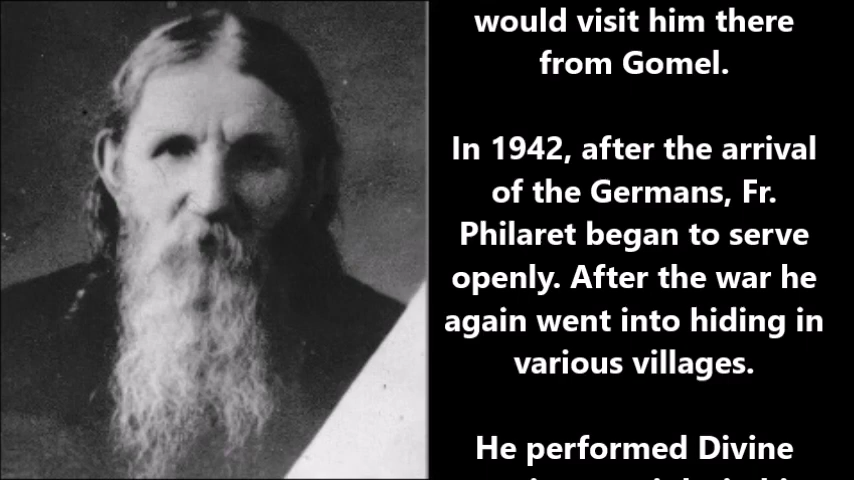 would visit him there
from Gomel.
In 1942, after the arrival
of the Germans, Fr.
Philaret began to serve
openly. After the war he
again went into hiding in
various villages.
He performed Divine